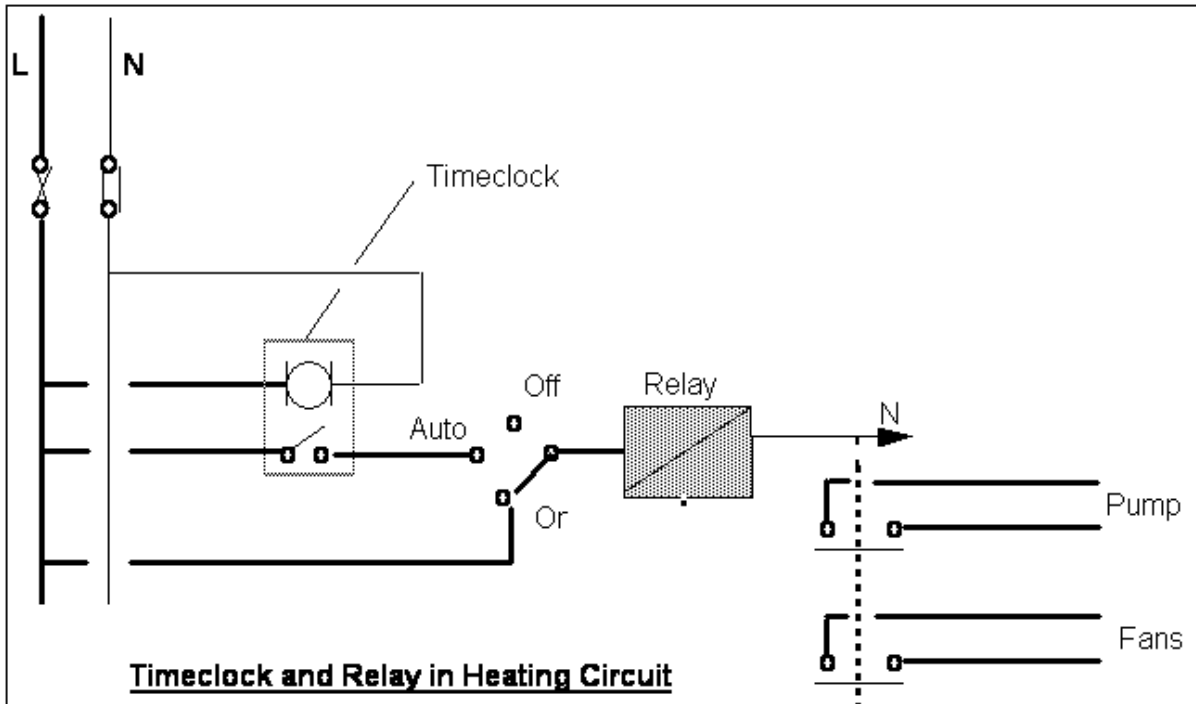 L
N
Timeclock
Off
Relay
N
Auto
Or
Pump
Fans
Timeclock and Relay in Heating Circuit